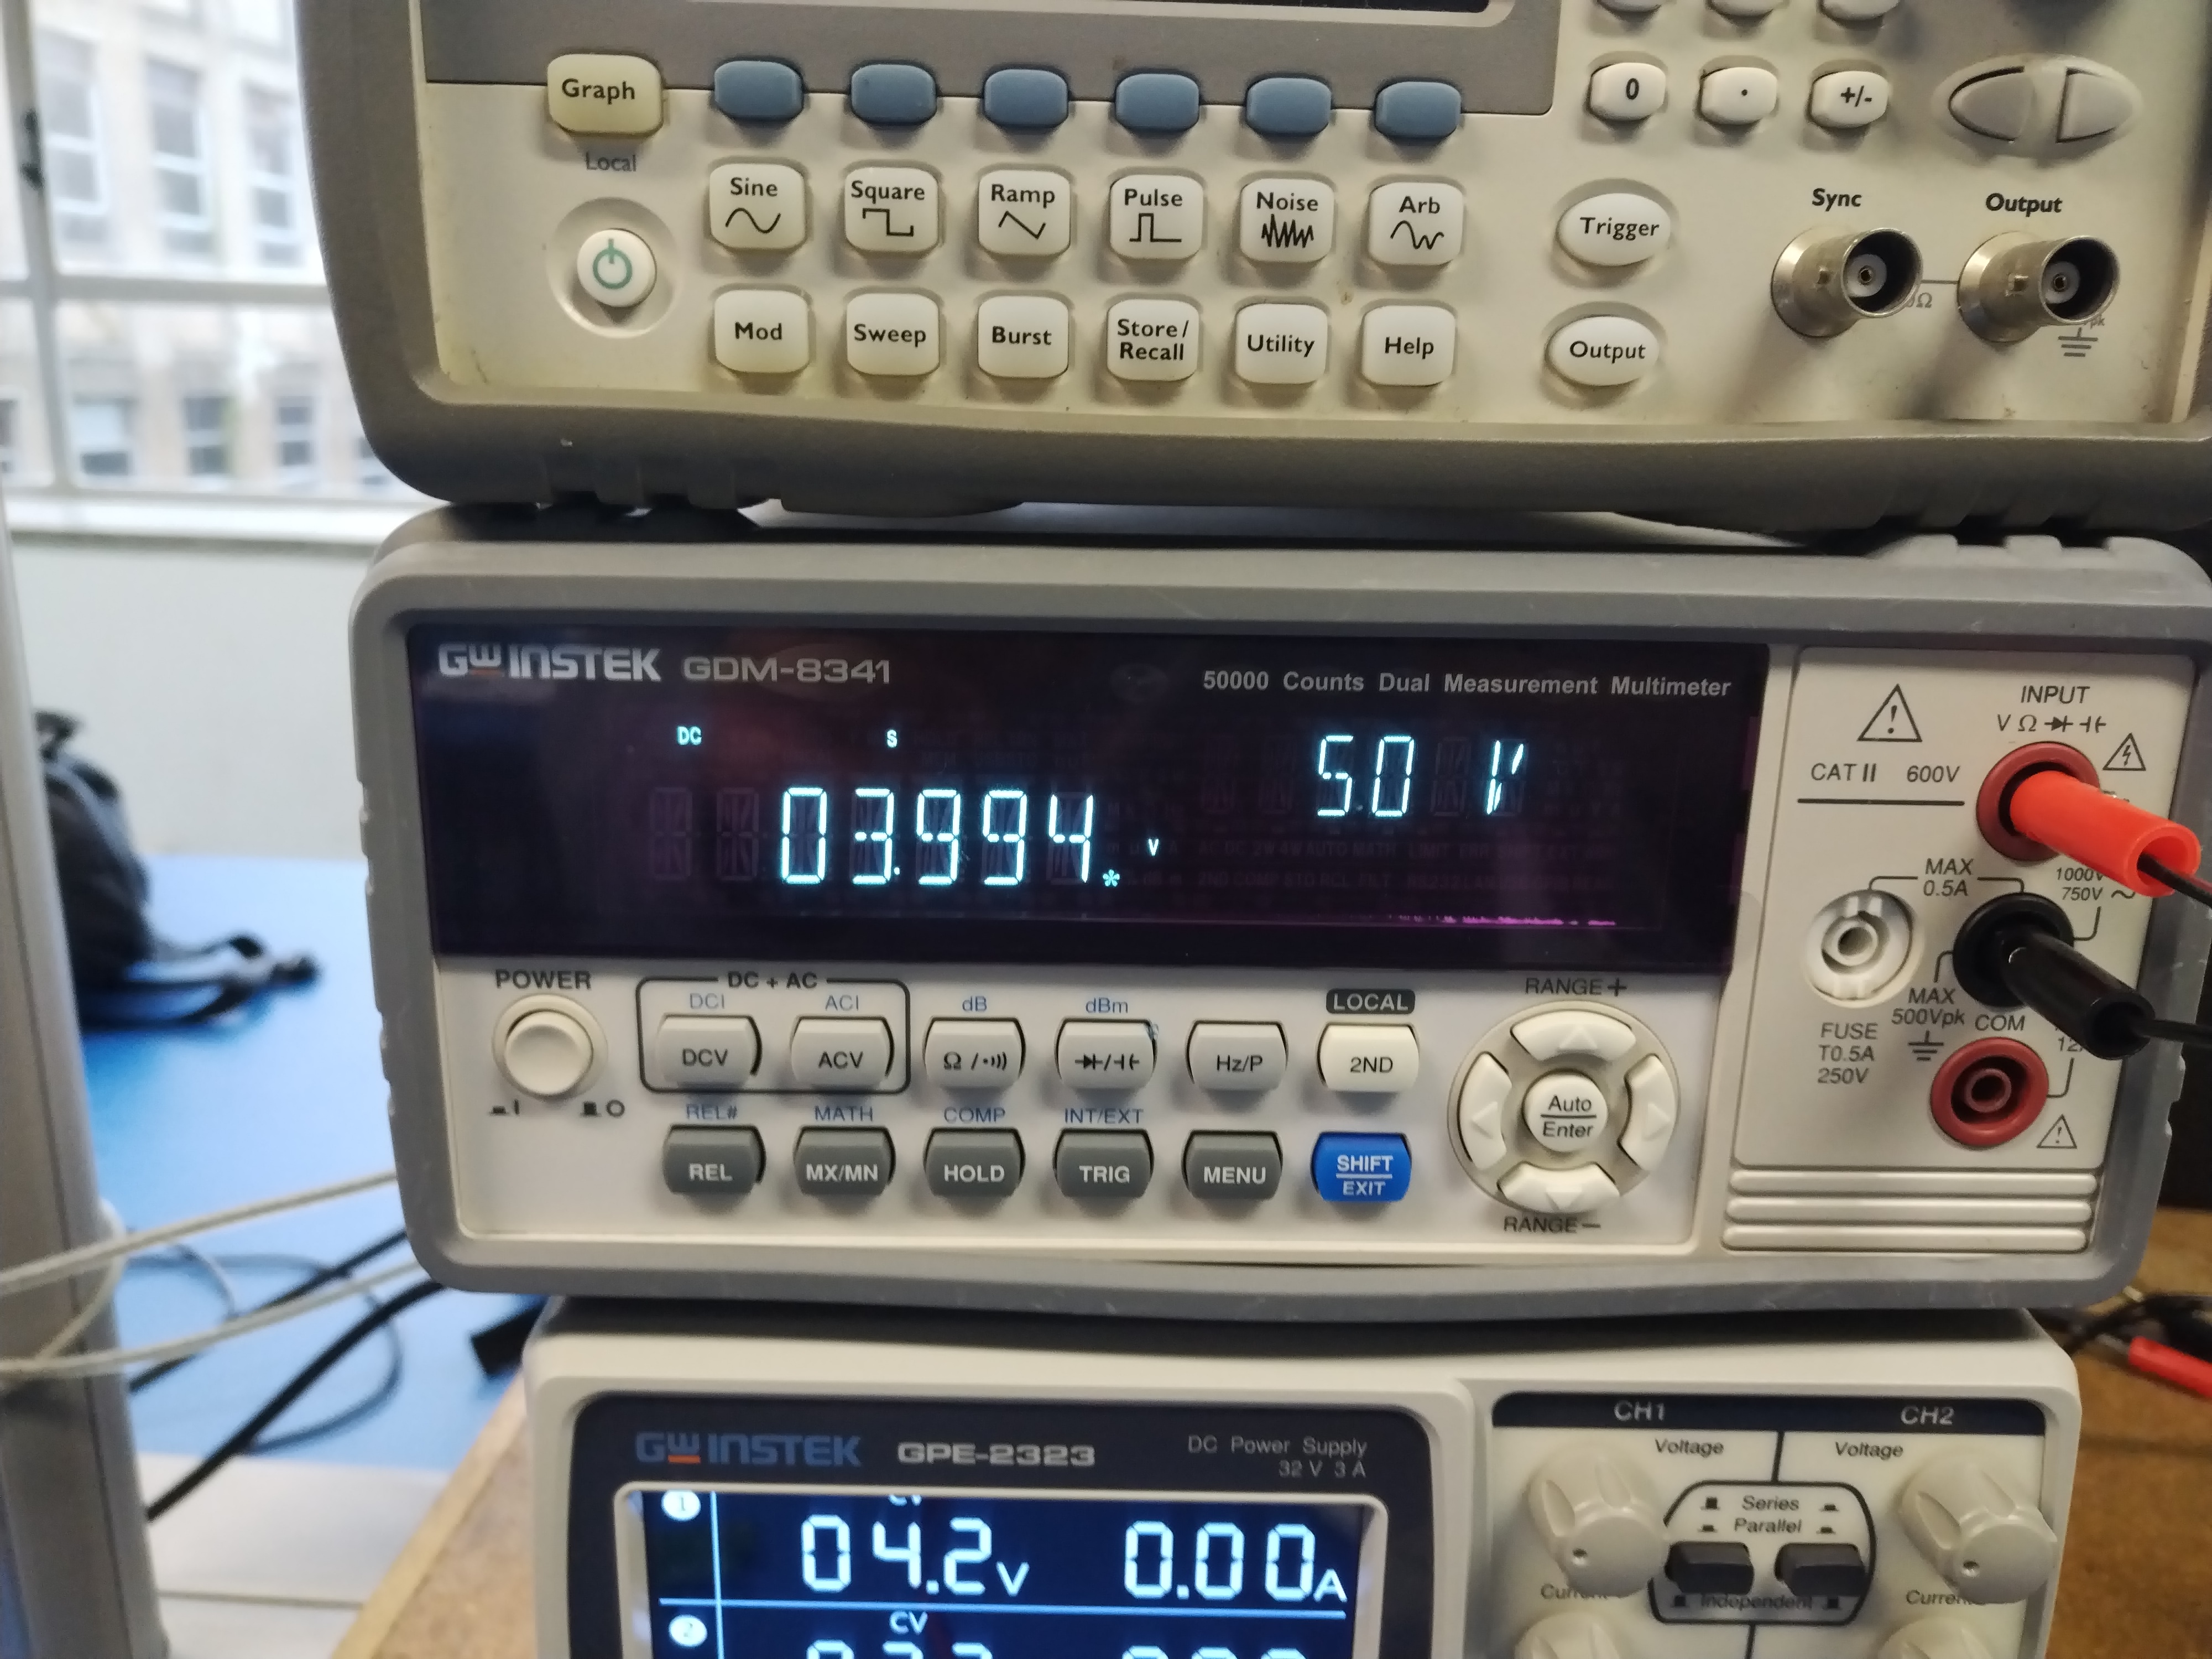 Graph
0 . +/-
Local
Sine Square Ramp Pulse Noise Arb
Trigger
Sync Output
Mod Sweep Burst Store/
Recall Utility Help
Output
GW INSTEK GDM-8341
50000 Counts Dual Measurement Multimeter
DC S
5.0 V
03.994 * V
INPUT
V Ω
CAT II 600V
MAX
0.5A
1000V
750V
MAX
500Vpk
COM
FUSE
T0.5A
250V
POWER
DC + AC
DCI ACI dB dBm LOCAL
DCV ACV Ω / Hz/P 2ND
I O
REL# MATH COMP INT/EXT
REL MX/MN HOLD TRIG MENU SHIFT
EXIT
RANGE+
Auto
Enter
RANGE−
GW INSTEK GPE-2323
DC Power Supply
32 V 3 A
1 CV
04.2V 0.00A
2 CV
CH1 CH2
Voltage Voltage
Series
Parallel
Independent